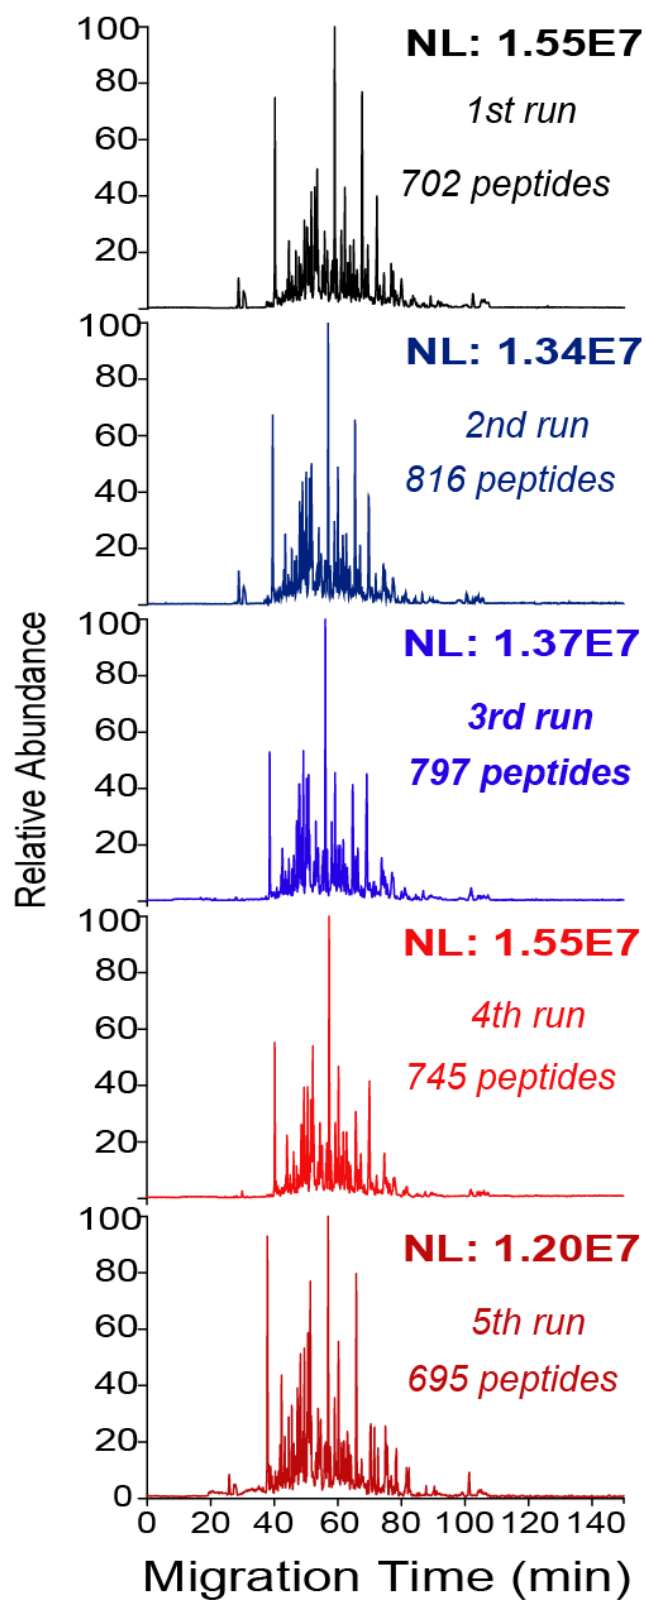 100
80
60
40
20
NL: 1.55E7
1st run
702 peptides
100
80
60
40
20
NL: 1.34E7
2nd run
816 peptides
100
80
60
40
20
NL: 1.37E7
3rd run
797 peptides
Relative Abundance
100
80
60
40
20
NL: 1.55E7
4th run
745 peptides
100
80
60
40
20
0
NL: 1.20E7
5th run
695 peptides
0 20 40 60 80 100 120 140
Migration Time (min)